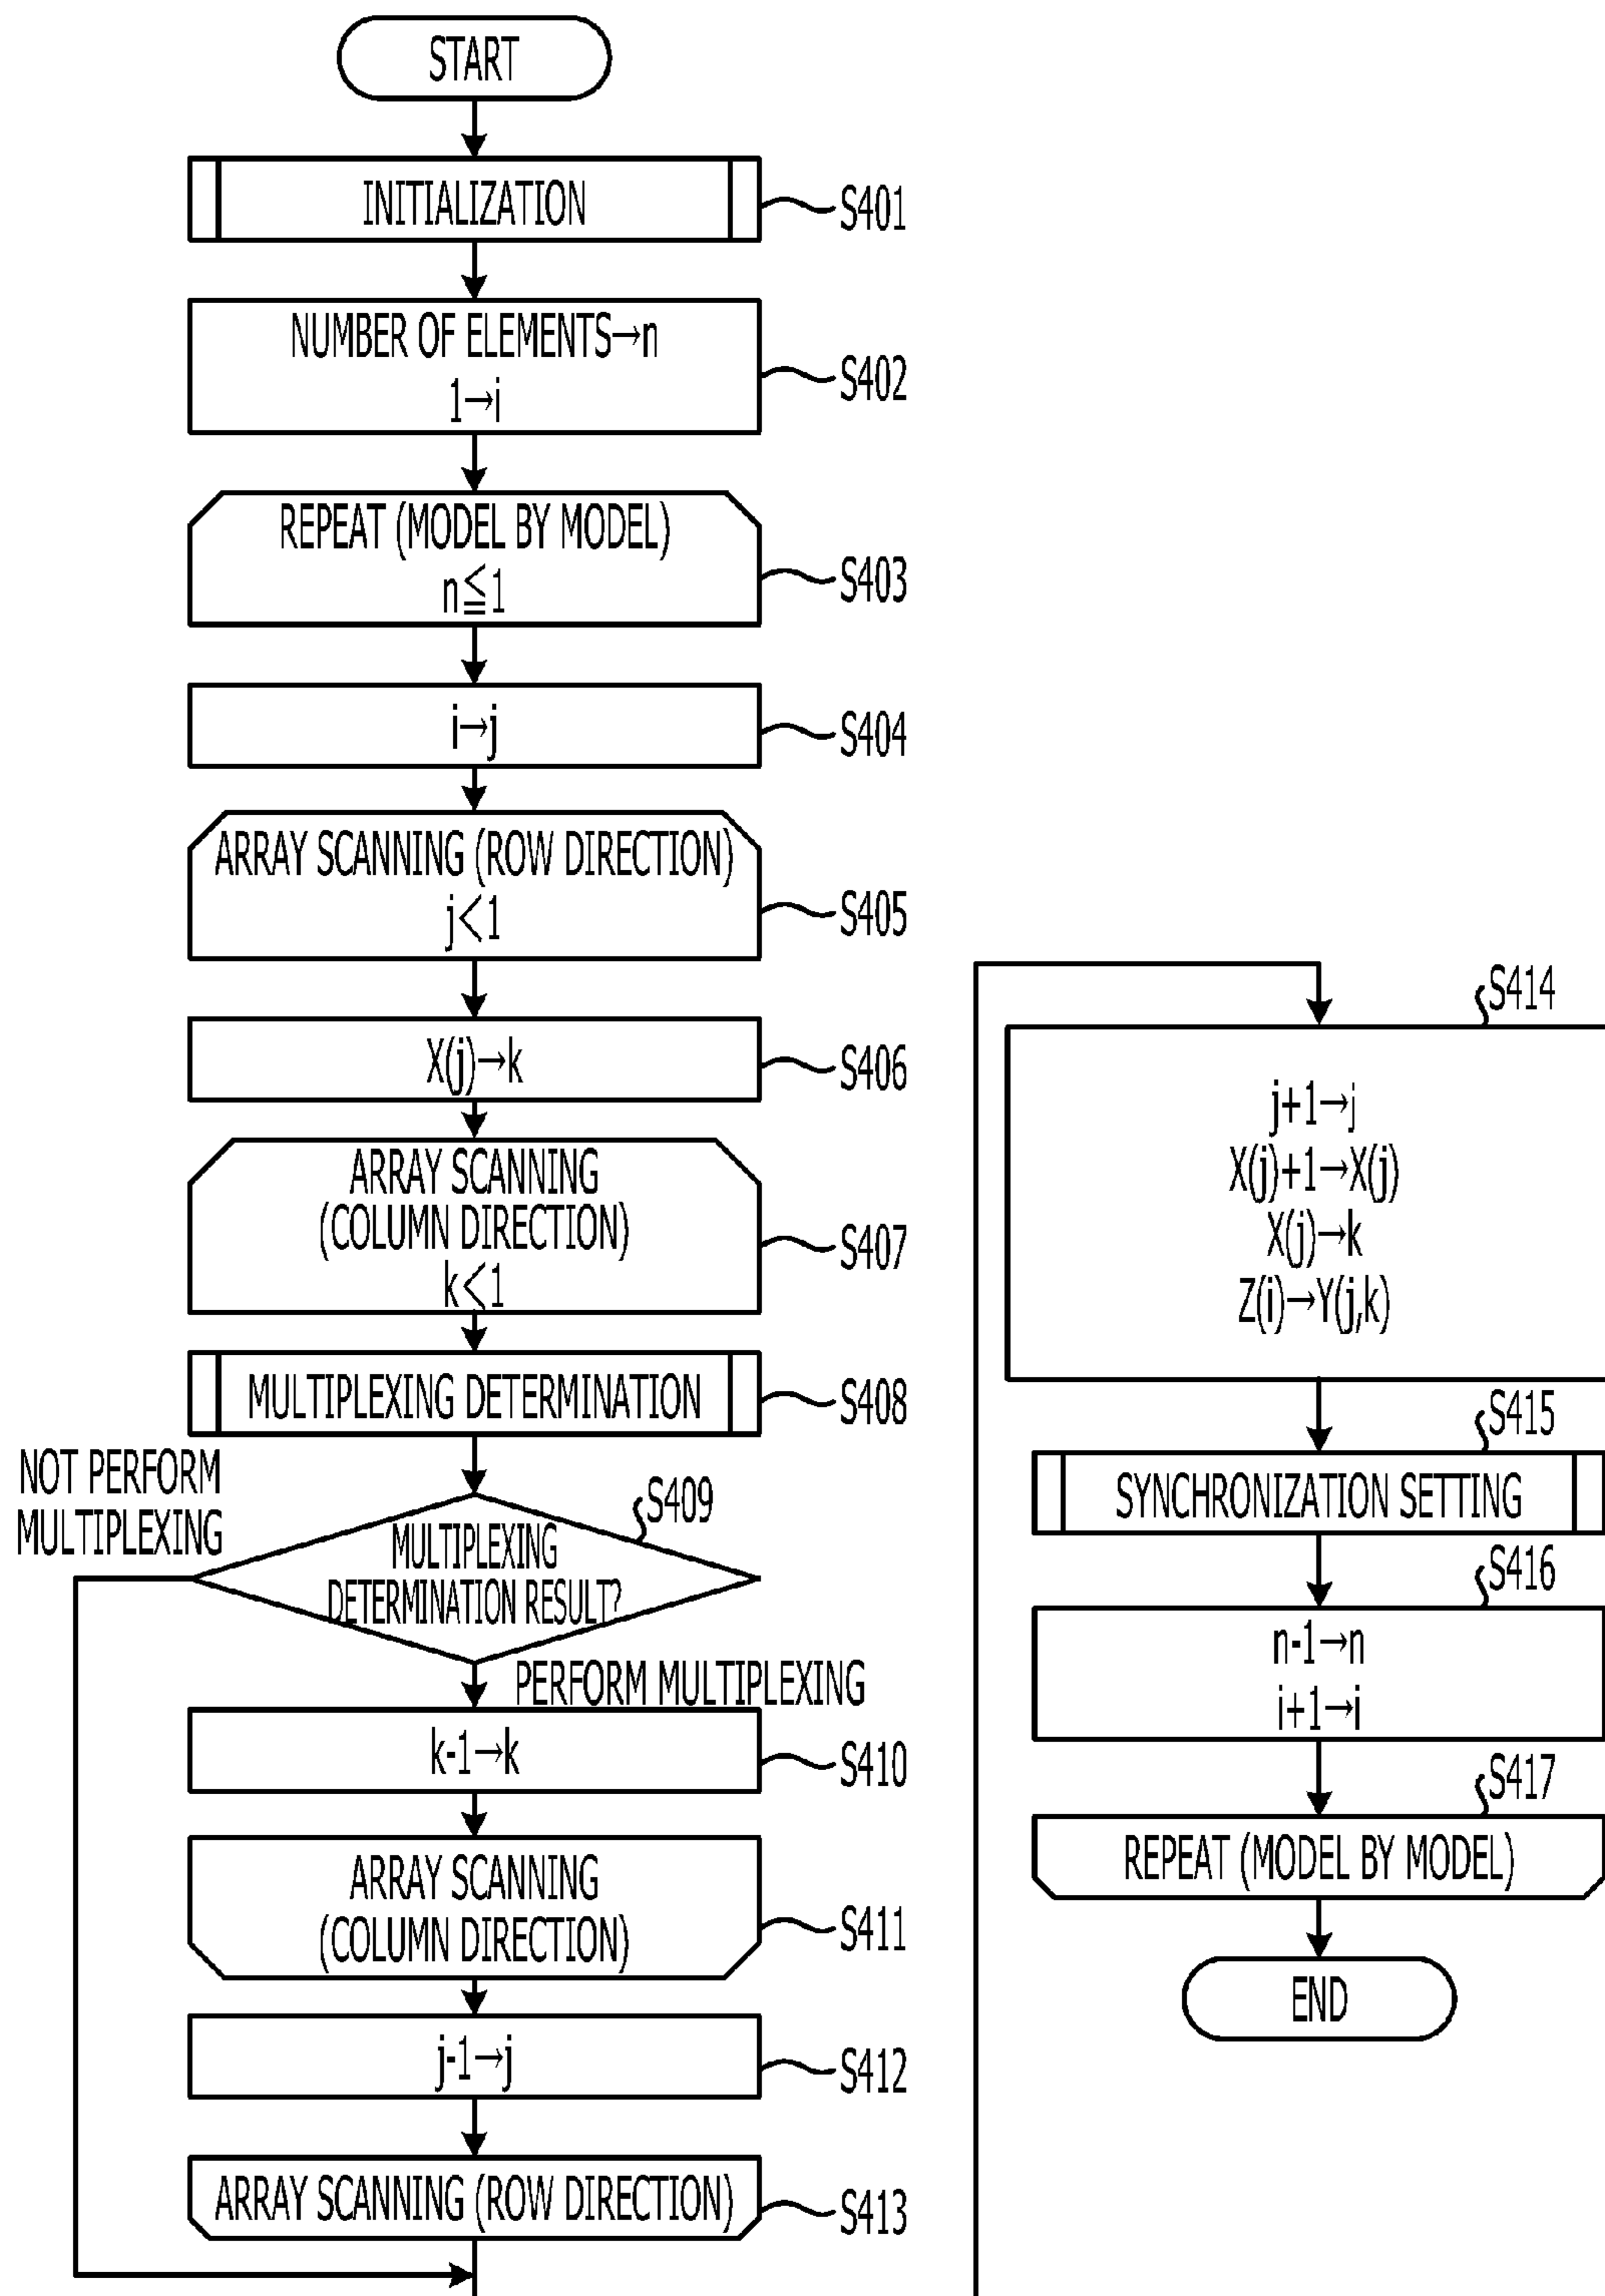 START
INITIALIZATION
S401
NUMBER OF ELEMENTS→n
1→i
S402
REPEAT (MODEL BY MODEL)
n≦1
S403
i→j
S404
ARRAY SCANNING (ROW DIRECTION)
j<1
S405
X(j)→k
S406
ARRAY SCANNING
(COLUMN DIRECTION)
k<1
S407
MULTIPLEXING DETERMINATION
S408
NOT PERFORM
MULTIPLEXING
S409
MULTIPLEXING
DETERMINATION RESULT?
PERFORM MULTIPLEXING
k-1→k
S410
ARRAY SCANNING
(COLUMN DIRECTION)
S411
j-1→j
S412
ARRAY SCANNING (ROW DIRECTION)
S413
S414
j+1→j
X(j)+1→X(j)
X(j)→k
Z(i)→Y(j,k)
S415
SYNCHRONIZATION SETTING
S416
n-1→n
i+1→i
S417
REPEAT (MODEL BY MODEL)
END